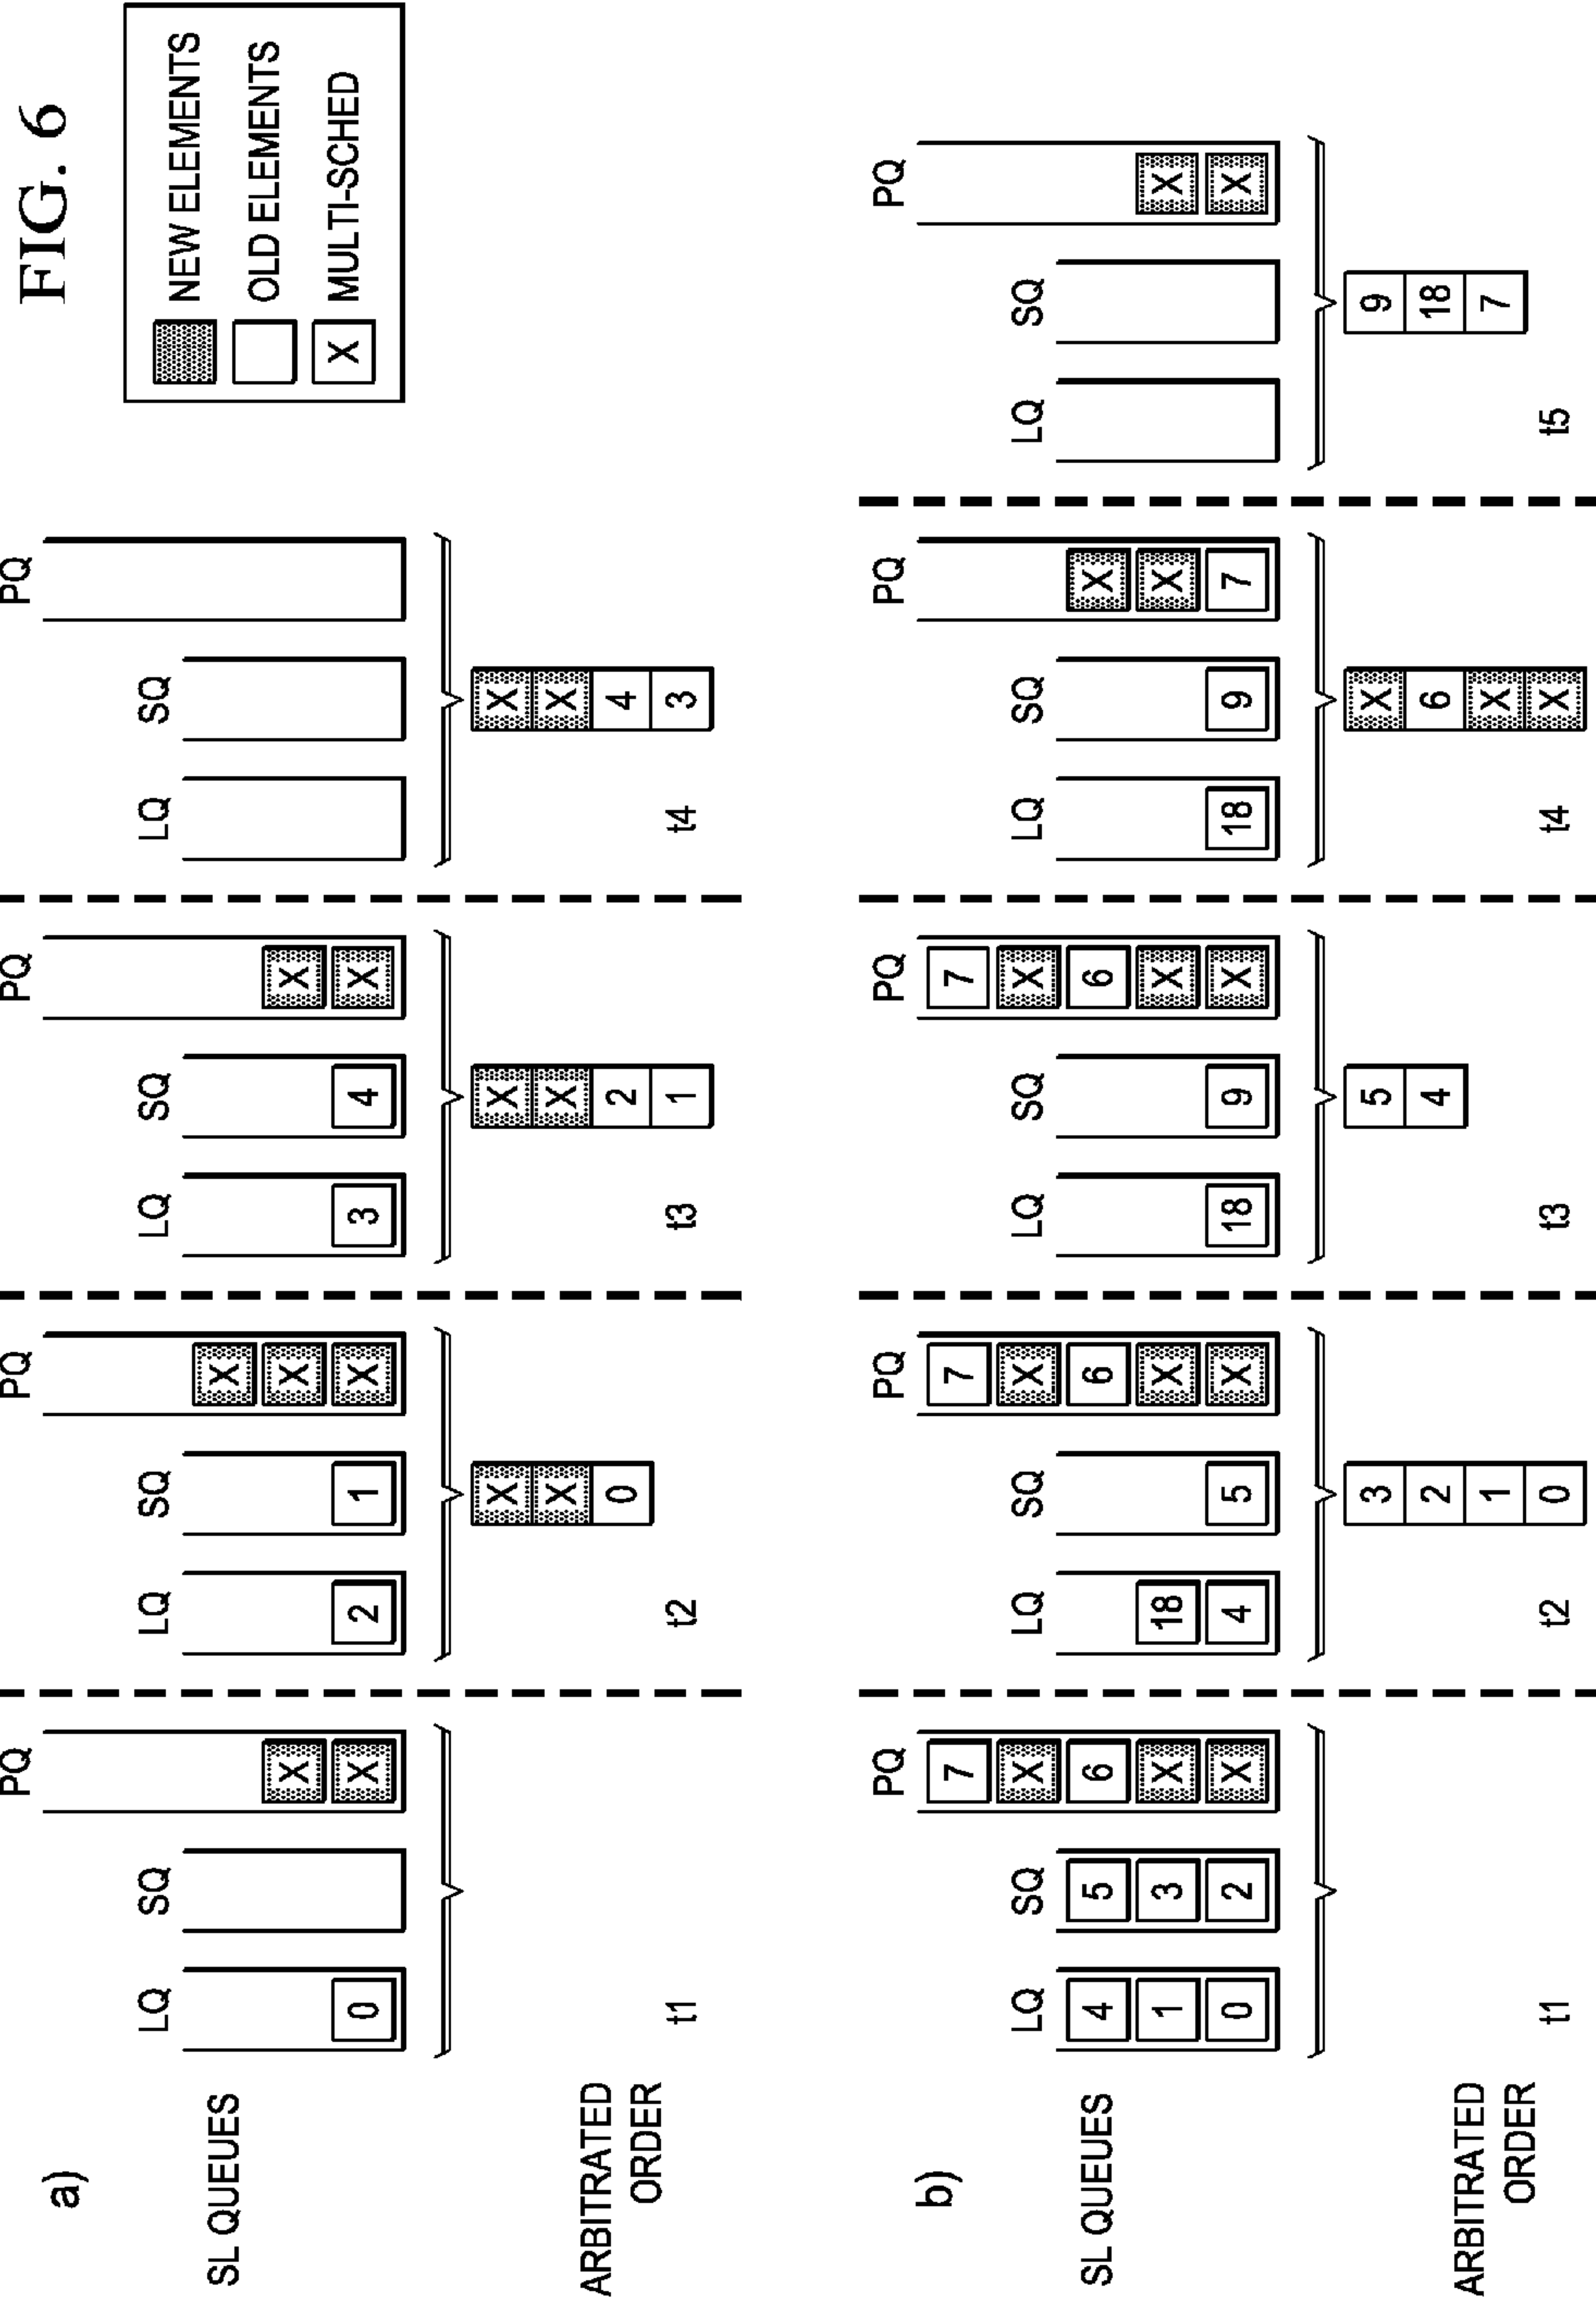 FIG. 6
NEW ELEMENTS
OLD ELEMENTS
X MULTI-SCHED
a)
PQ PQ PQ PQ
LQ SQ LQ SQ LQ SQ LQ SQ
SL QUEUES
X
X X X
0 X 2 1 X 3 4 X
X X X
X X X
ARBITRATED
ORDER
0 2 4
1 3
t1 t2 t3 t4
b)
PQ PQ PQ PQ PQ
7 7 7
LQ SQ LQ SQ LQ SQ LQ SQ LQ SQ
X X X
SL QUEUES
4 5 6 6 6 X
1 3 X 18 X X X X
0 2 X 4 5 X 18 9 X 18 9 7 X
3 5 X 9
2 4 6 18
ARBITRATED
ORDER
1 X 7
0 X
t1 t2 t3 t4 t5